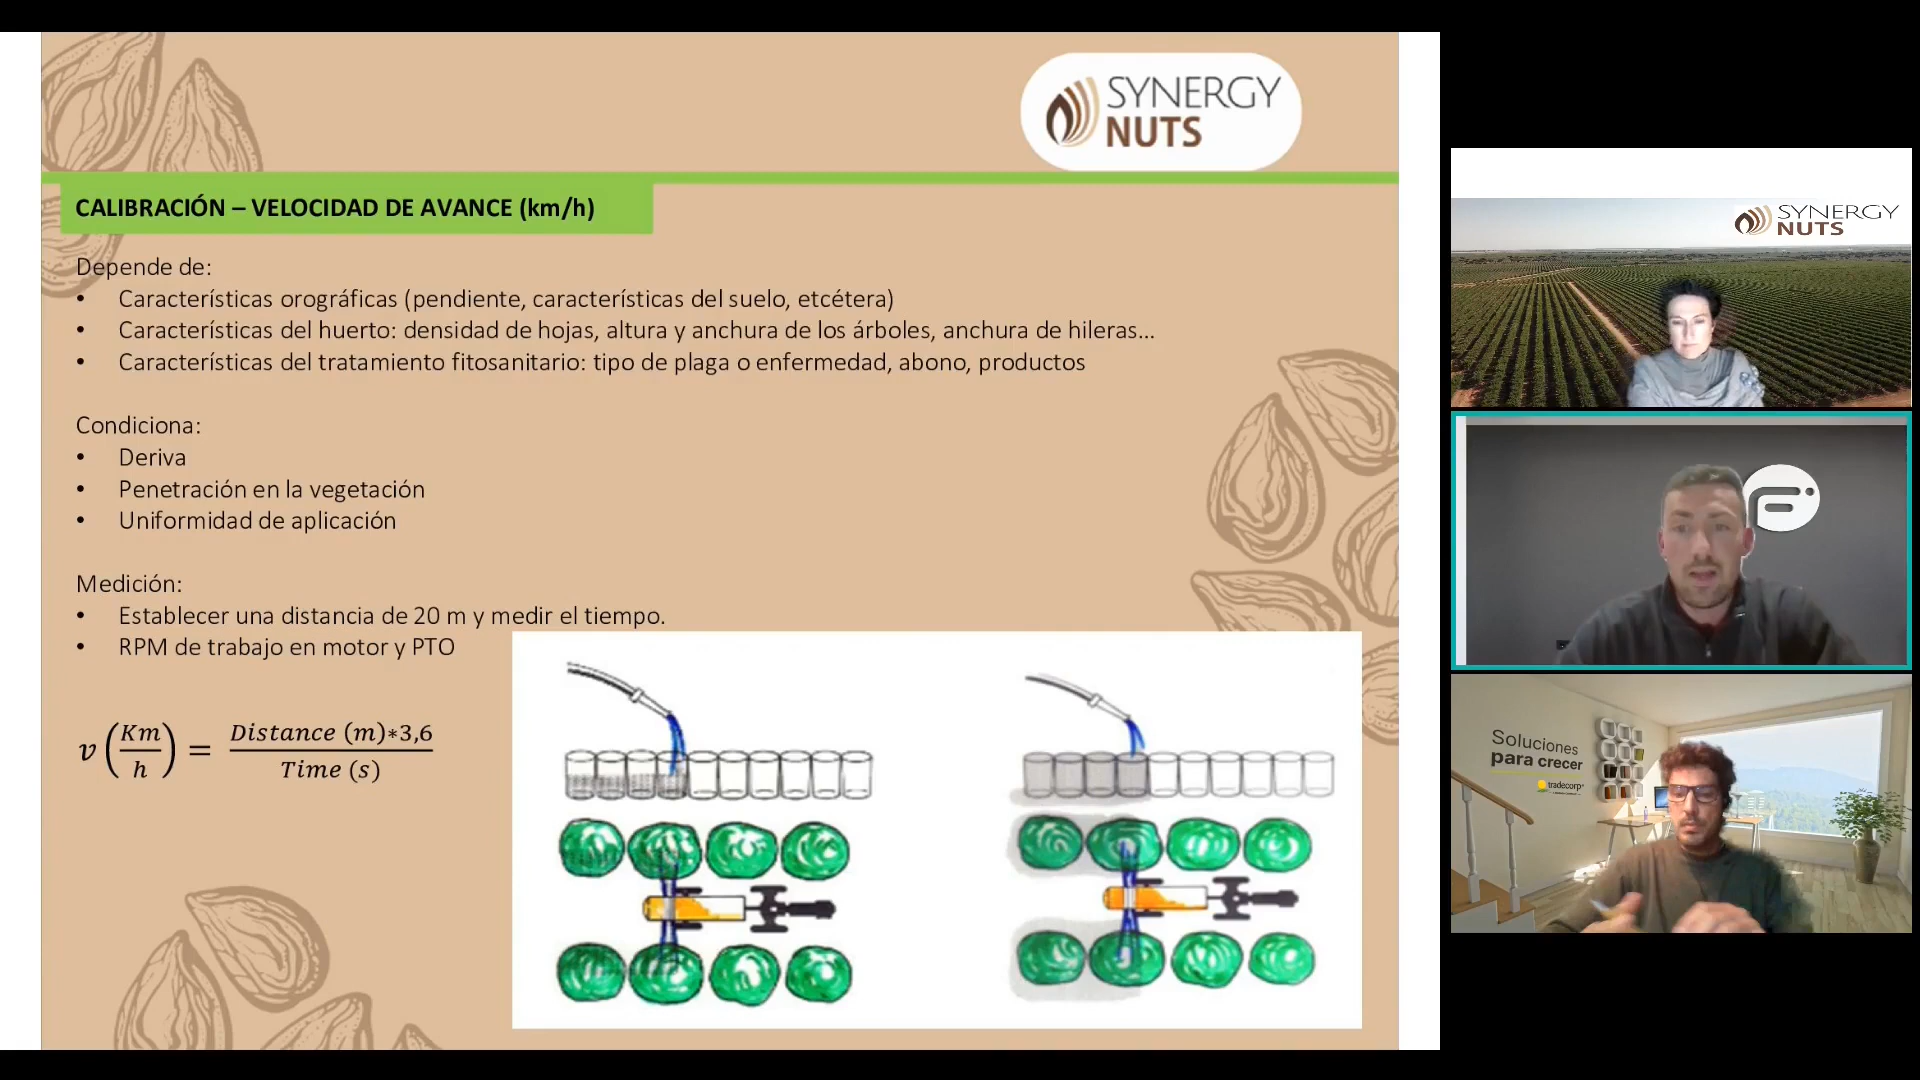 SYNERGY
NUTS
CALIBRACIÓN – VELOCIDAD DE AVANCE (km/h)
Depende de:
• Características orográficas (pendiente, características del suelo, etcétera)
• Características del huerto: densidad de hojas, altura y anchura de los árboles, anchura de hileras...
• Características del tratamiento fitosanitario: tipo de plaga o enfermedad, abono, productos
Condiciona:
• Deriva
• Penetración en la vegetación
• Uniformidad de aplicación
Medición:
• Establecer una distancia de 20 m y medir el tiempo.
• RPM de trabajo en motor y PTO
v (Km/h) = Distance (m)*3,6 / Time (s)
SYNERGY
NUTS
Soluciones
para crecer
tradecorp